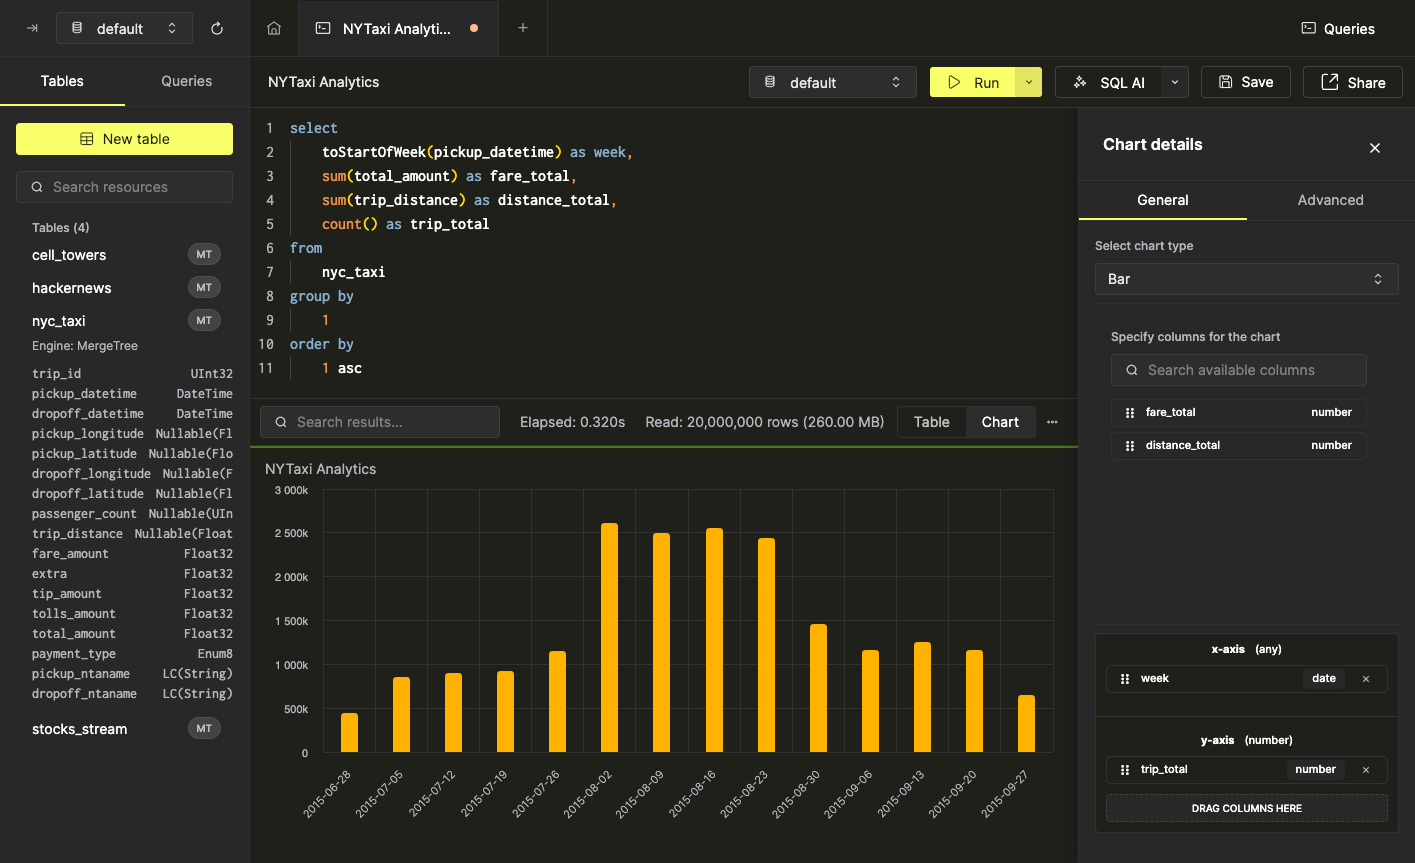 default
NYTaxi Analyti...
Queries
Tables
Queries
NYTaxi Analytics
default
Run
SQL AI
Save
Share
New table
Search resources
Tables (4)
cell_towers MT
hackernews MT
nyc_taxi MT
Engine: MergeTree
trip_id UInt32
pickup_datetime DateTime
dropoff_datetime DateTime
pickup_longitude Nullable(Fl
pickup_latitude Nullable(Flo
dropoff_longitude Nullable(F
dropoff_latitude Nullable(Fl
passenger_count Nullable(UIn
trip_distance Nullable(Float
fare_amount Float32
extra Float32
tip_amount Float32
tolls_amount Float32
total_amount Float32
payment_type Enum8
pickup_ntaname LC(String)
dropoff_ntaname LC(String)
stocks_stream MT
1 select
2 toStartOfWeek(pickup_datetime) as week,
3 sum(total_amount) as fare_total,
4 sum(trip_distance) as distance_total,
5 count() as trip_total
6 from
7 nyc_taxi
8 group by
9 1
10 order by
11 1 asc
Search results...
Elapsed: 0.320s
Read: 20,000,000 rows (260.00 MB)
Table
Chart
NYTaxi Analytics
3 000k
2 500k
2 000k
1 500k
1 000k
500k
0
2015-06-28
2015-07-05
2015-07-12
2015-07-19
2015-07-26
2015-08-02
2015-08-09
2015-08-16
2015-08-23
2015-08-30
2015-09-06
2015-09-13
2015-09-20
2015-09-27
Chart details
General
Advanced
Select chart type
Bar
Specify columns for the chart
Search available columns
fare_total number
distance_total number
x-axis (any)
week date
y-axis (number)
trip_total number
DRAG COLUMNS HERE